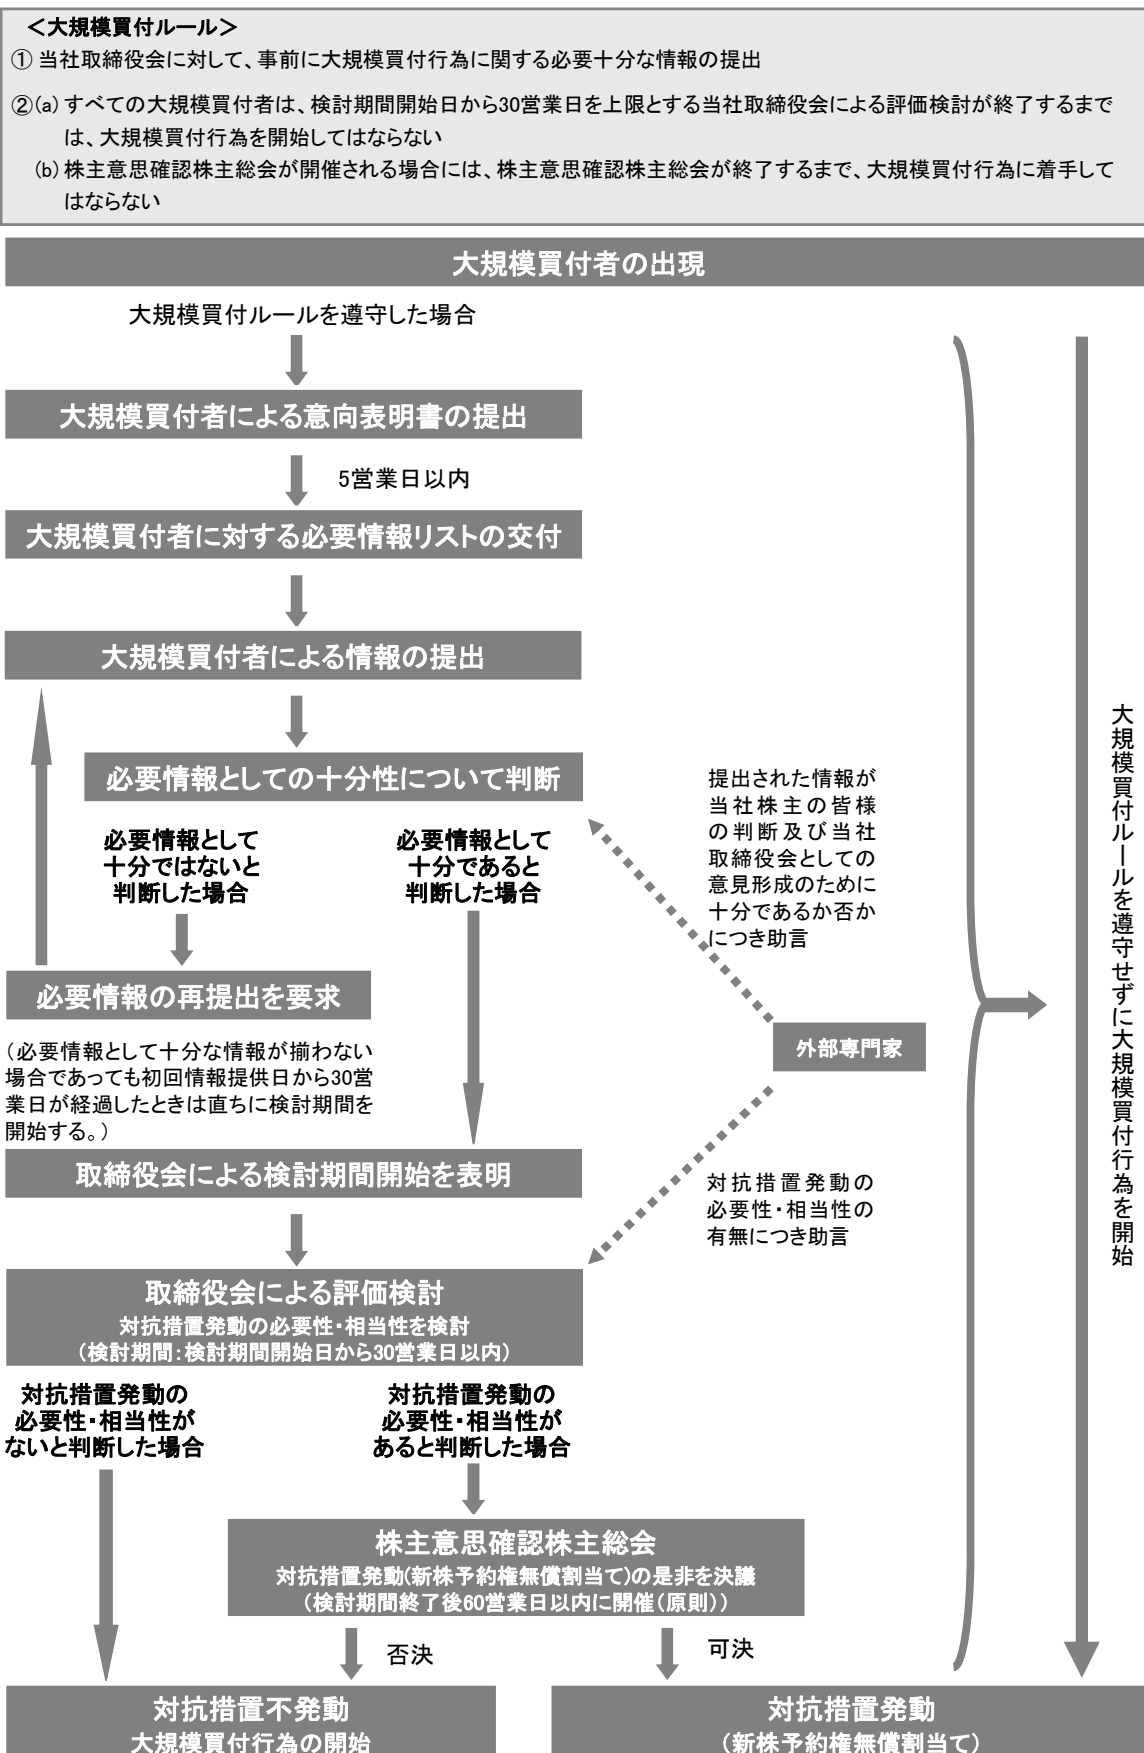 ＜大規模買付ルール＞
① 当社取締役会に対して、事前に大規模買付行為に関する必要十分な情報の提出
②(a) すべての大規模買付者は、検討期間開始日から30営業日を上限とする当社取締役会による評価検討が終了するまで
は、大規模買付行為を開始してはならない
(b) 株主意思確認株主総会が開催される場合には、株主意思確認株主総会が終了するまで、大規模買付行為に着手して
はならない
大規模買付者の出現
大規模買付ルールを遵守した場合
大規模買付者による意向表明書の提出
5営業日以内
大規模買付者に対する必要情報リストの交付
大規模買付者による情報の提出
必要情報としての十分性について判断
必要情報として
十分ではないと
判断した場合
必要情報として
十分であると
判断した場合
提出された情報が
当社株主の皆様
の判断及び当社
取締役会としての
意見形成のために
十分であるか否か
につき助言
必要情報の再提出を要求
（必要情報として十分な情報が揃わない
場合であっても初回情報提供日から30営
業日が経過したときは直ちに検討期間を
開始する。）
外部専門家
取締役会による検討期間開始を表明
対抗措置発動の
必要性・相当性の
有無につき助言
取締役会による評価検討
対抗措置発動の必要性・相当性を検討
（検討期間：検討期間開始日から30営業日以内）
対抗措置発動の
必要性・相当性が
ないと判断した場合
対抗措置発動の
必要性・相当性が
あると判断した場合
株主意思確認株主総会
対抗措置発動(新株予約権無償割当て)の是非を決議
（検討期間終了後60営業日以内に開催（原則））
否決
可決
対抗措置不発動
大規模買付行為の開始
対抗措置発動
（新株予約権無償割当て）
大規模買付ルールを遵守せずに大規模買付行為を開始